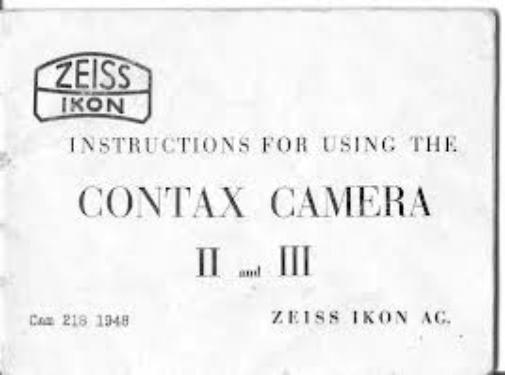 ZEISS
IKON
INSTRUCTIONS FOR USING THE
CONTAX CAMERA
II and III
Cam 218 1948
ZEISS IKON AG.